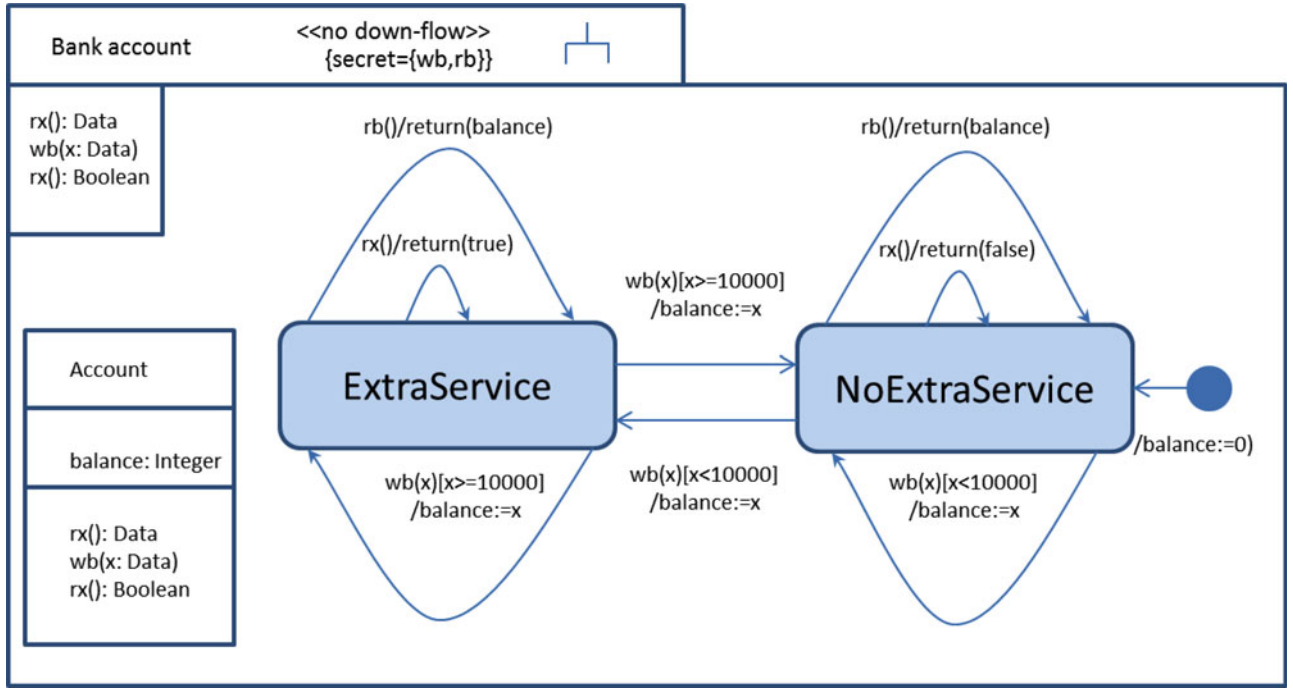 Bank account
<<no down-flow>>
{secret={wb,rb}}
rx(): Data
wb(x: Data)
rx(): Boolean
rb()/return(balance)
rb()/return(balance)
rx()/return(true)
rx()/return(false)
wb(x)[x>=10000]
/balance:=x
ExtraService
NoExtraService
/balance:=0)
wb(x)[x>=10000]
/balance:=x
wb(x)[x<10000]
/balance:=x
wb(x)[x<10000]
/balance:=x
Account
balance: Integer
rx(): Data
wb(x: Data)
rx(): Boolean